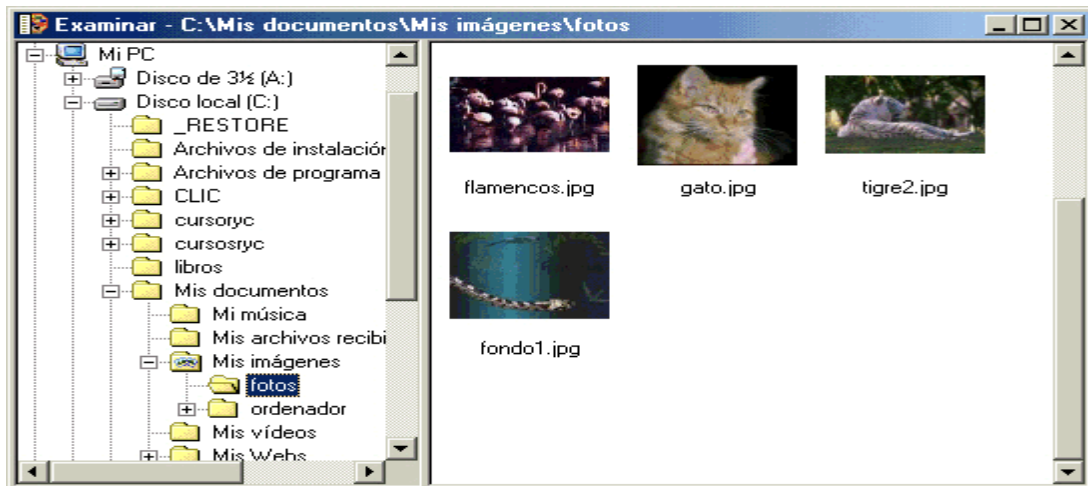 Examinar - C:\Mis documentos\Mis imágenes\fotos
Mi PC
Disco de 3½ (A:)
Disco local (C:)
_RESTORE
Archivos de instalación
Archivos de programa
CLIC
cursoryc
cursosryc
libros
Mis documentos
Mi música
Mis archivos recibi
Mis imágenes
fotos
ordenador
Mis vídeos
Mis Webs
flamencos.jpg
gato.jpg
tigre2.jpg
fondo1.jpg